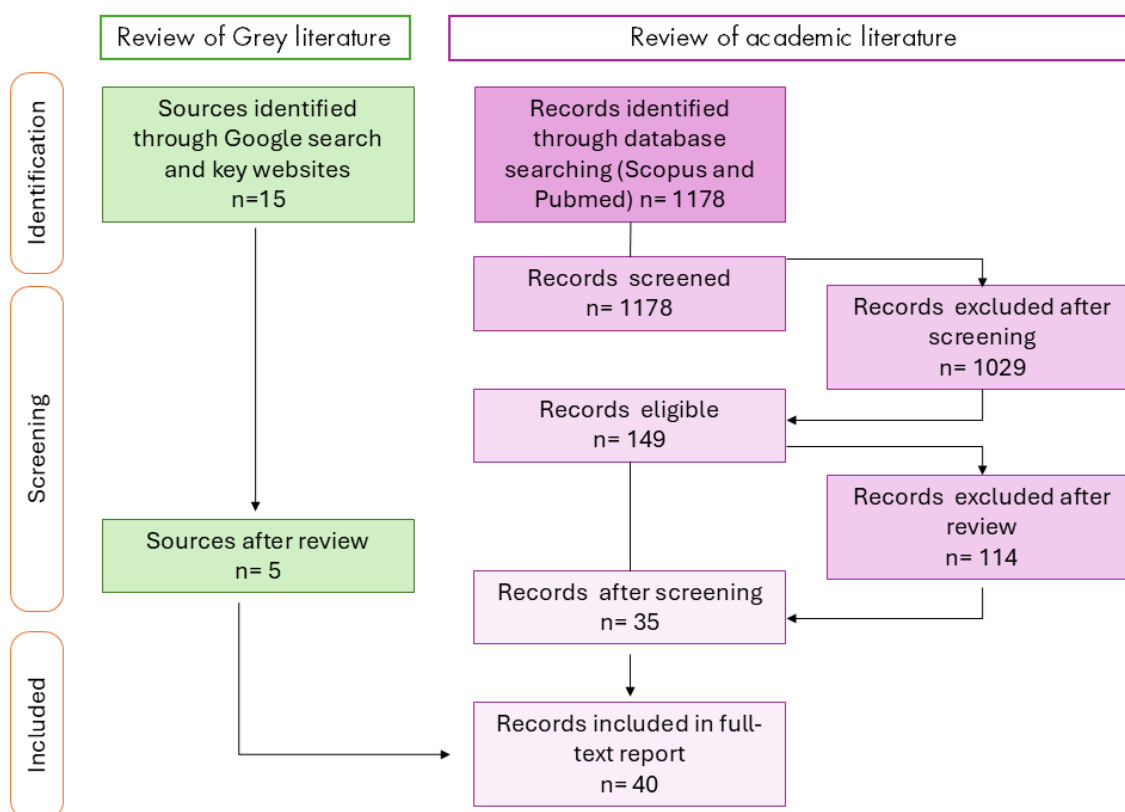 Review of Grey literature
Review of academic literature
Identification
Sources identified
through Google search
and key websites
n=15
Records identified
through database
searching (Scopus and
Pubmed) n= 1178
Records screened
n= 1178
Records excluded after
screening
n= 1029
Screening
Records eligible
n= 149
Records excluded after
review
n= 114
Sources after review
n= 5
Records after screening
n= 35
Included
Records included in full-
text report
n= 40